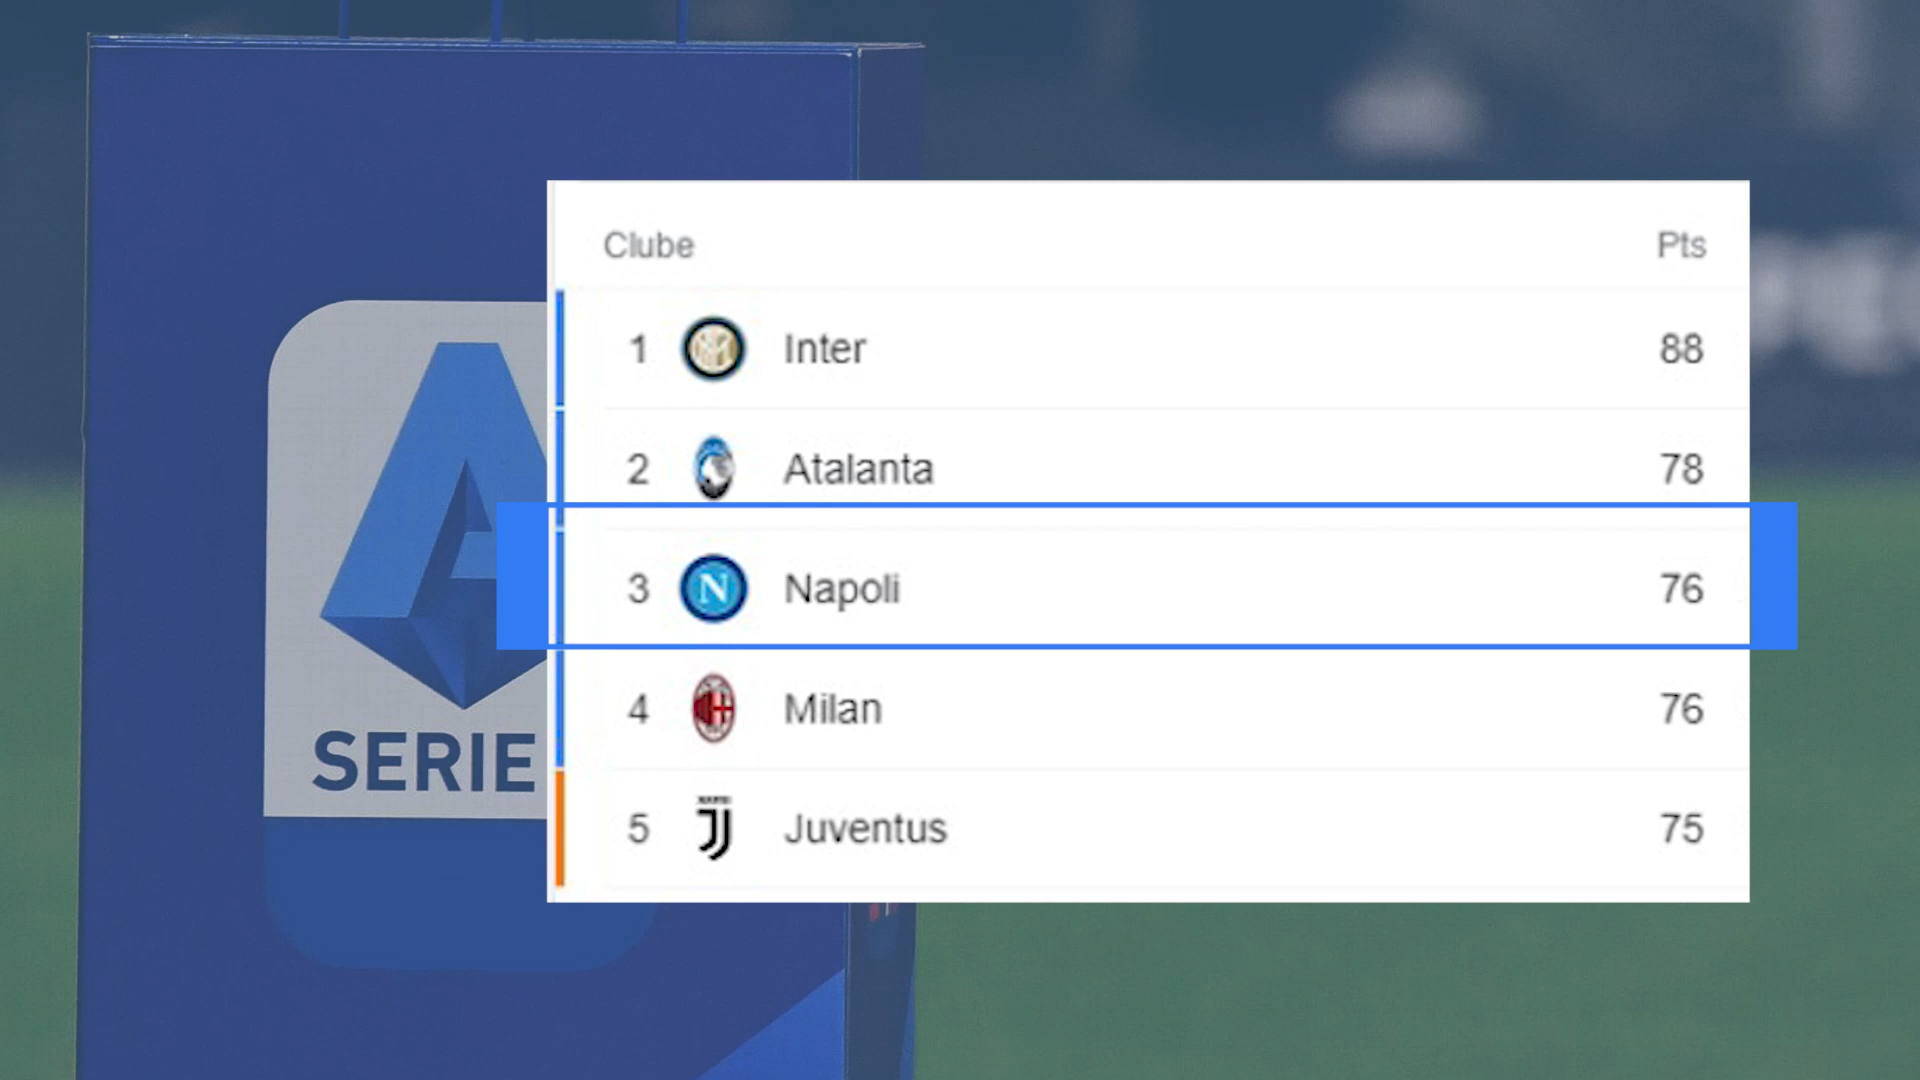 Clube Pts
1 Inter 88
2 Atalanta 78
3 N Napoli 76
4 Milan 76
5 Juventus 75
SERIE